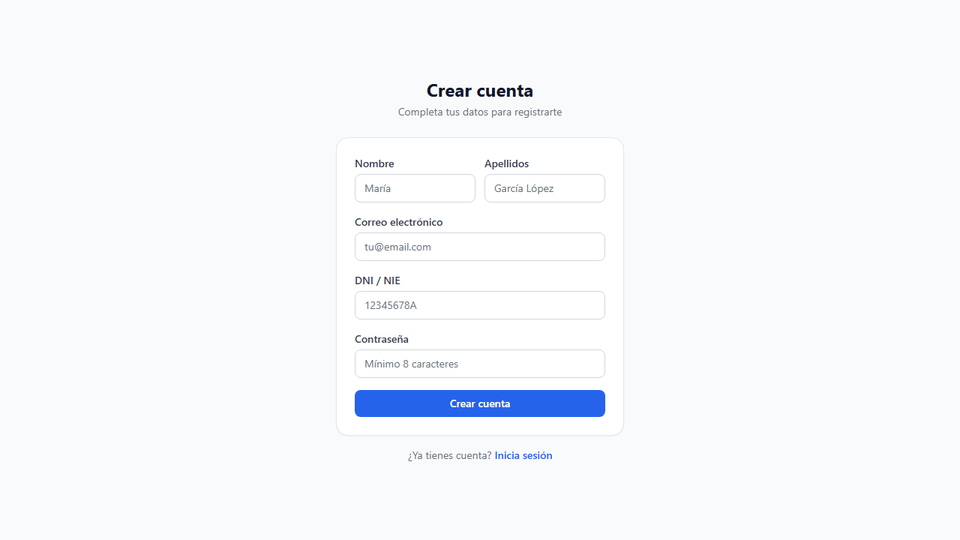 Crear cuenta
Completa tus datos para registrarte
Nombre Apellidos
María García López
Correo electrónico
tu@email.com
DNI / NIE
12345678A
Contraseña
Mínimo 8 caracteres
Crear cuenta
¿Ya tienes cuenta? Inicia sesión